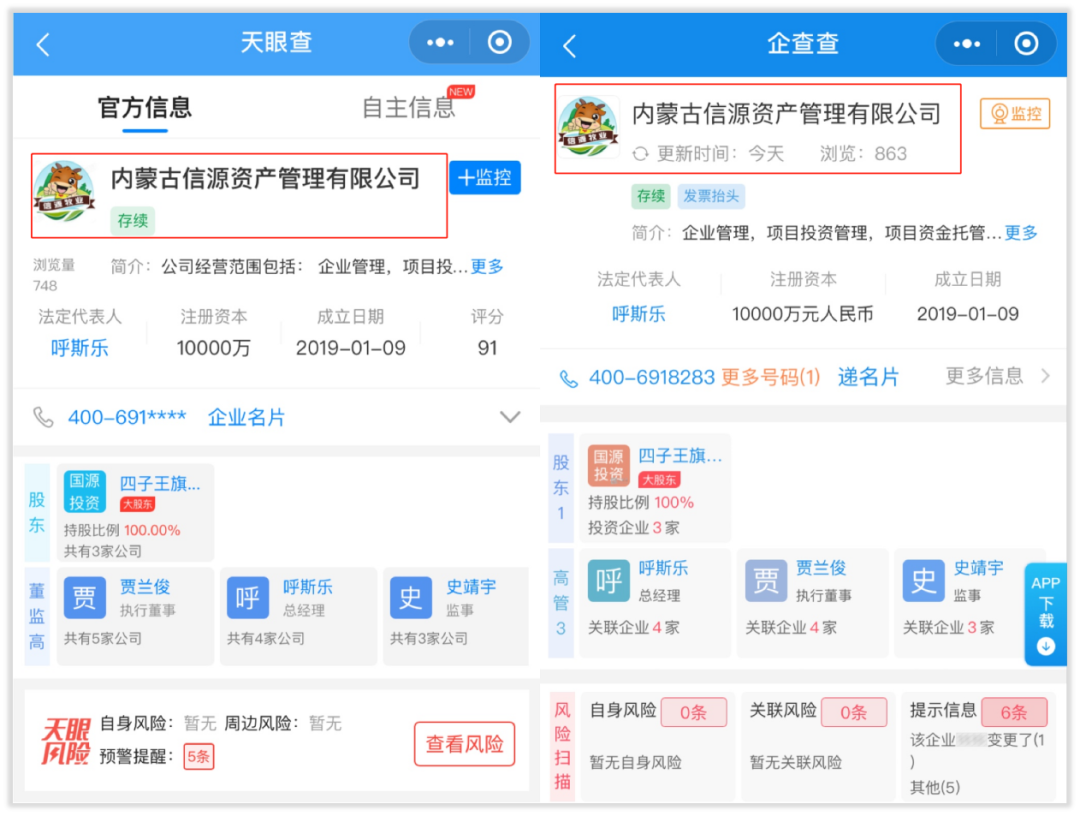 天眼查
官方信息
自主信息
NEW
内蒙古信源资产管理有限公司
+监控
存续
浏览量
748
简介： 公司经营范围包括： 企业管理，项目投...更多
法定代表人
注册资本
成立日期
评分
呼斯乐
10000万
2019-01-09
91
400-691**** 企业名片
股东
国源投资
四子王旗...
大股东
持股比例 100.00%
共有3家公司
董监高
贾
贾兰俊
执行董事
共有5家公司
呼
呼斯乐
总经理
共有4家公司
史
史靖宇
监事
共有3家公司
天眼风险
自身风险： 暂无 周边风险： 暂无
预警提醒： 5条
查看风险
企查查
内蒙古信源资产管理有限公司
更新时间： 今天 浏览： 863
监控
存续
发票抬头
简介： 企业管理，项目投资管理，项目资金托管...更多
法定代表人
注册资本
成立日期
呼斯乐
10000万元人民币
2019-01-09
400-6918283 更多号码(1) 递名片
更多信息
股东1
国源投资
四子王旗...
大股东
持股比例 100%
投资企业 3 家
高管3
呼
呼斯乐
总经理
关联企业 4 家
贾
贾兰俊
执行董事
关联企业 4 家
史
史靖宇
监事
关联企业 3 家
APP下载
风险扫描
自身风险 0条
暂无自身风险
关联风险 0条
暂无关联风险
提示信息 6条
该企业 变更了(1
)
其他(5)